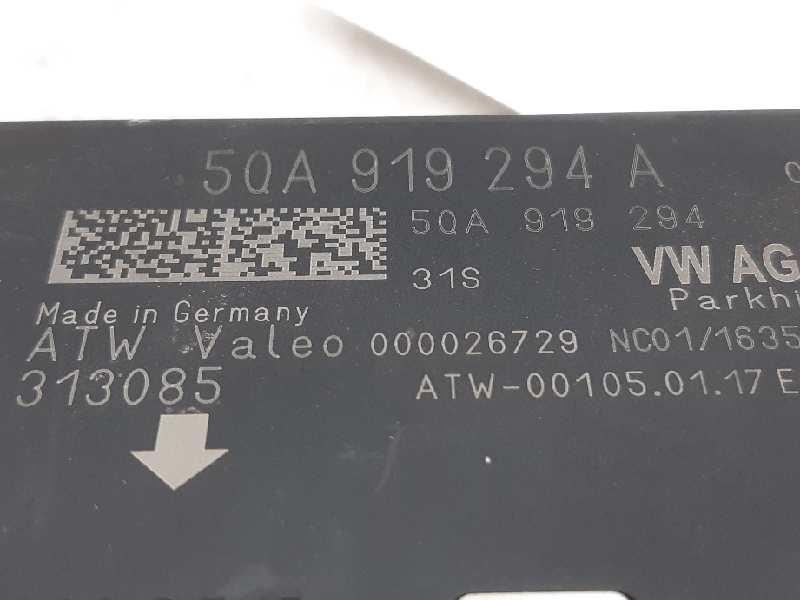 5QA 919 294 A
5QA 919 294
31S
VW AG
Made in Germany
ATW Valeo 000026729 NC01/1635
313085 ATW-00105.01.17 E